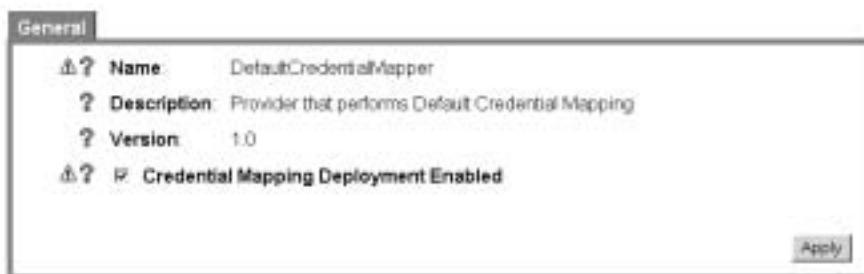 General
? Name DefaultCredentialMapper
? Description: Provider that performs Default Credential Mapping
? Version 1.0
? Credential Mapping Deployment Enabled
Apply